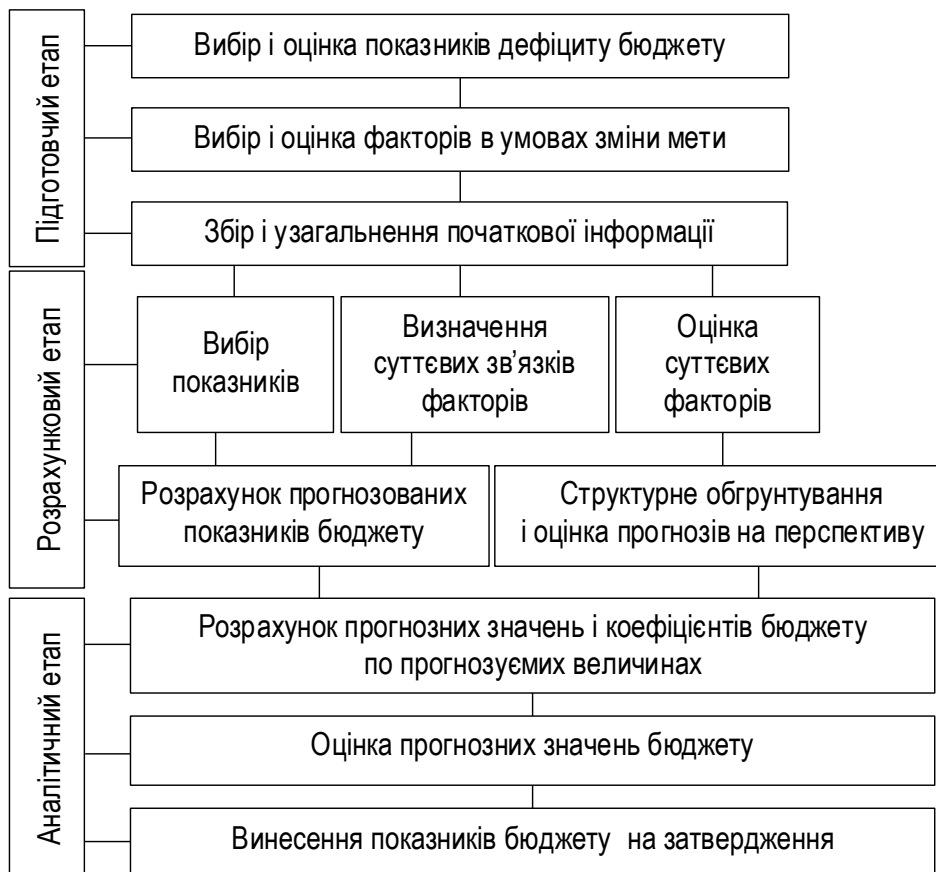 Підготовчий етап
Вибір і оцінка показників дефіциту бюджету
Вибір і оцінка факторів в умовах зміни мети
Збір і узагальнення початкової інформації
Розрахунковий етап
Вибір
показників
Визначення
суттєвих зв’язків
факторів
Оцінка
суттєвих
факторів
Розрахунок прогнозованих
показників бюджету
Структурне обгрунтування
і оцінка прогнозів на перспективу
Аналітичний етап
Розрахунок прогнозних значень і коефіцієнтів бюджету
по прогнозуємих величинах
Оцінка прогнозних значень бюджету
Винесення показників бюджету на затвердження